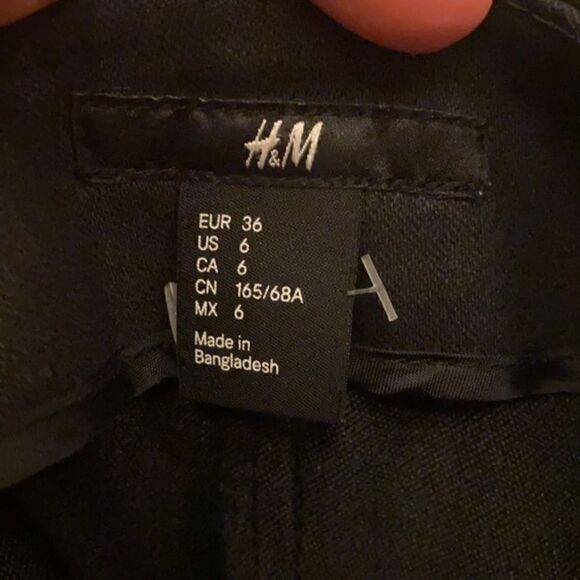 H&M
EUR 36
US 6
CA 6
CN 165/68A
MX 6
Made in
Bangladesh